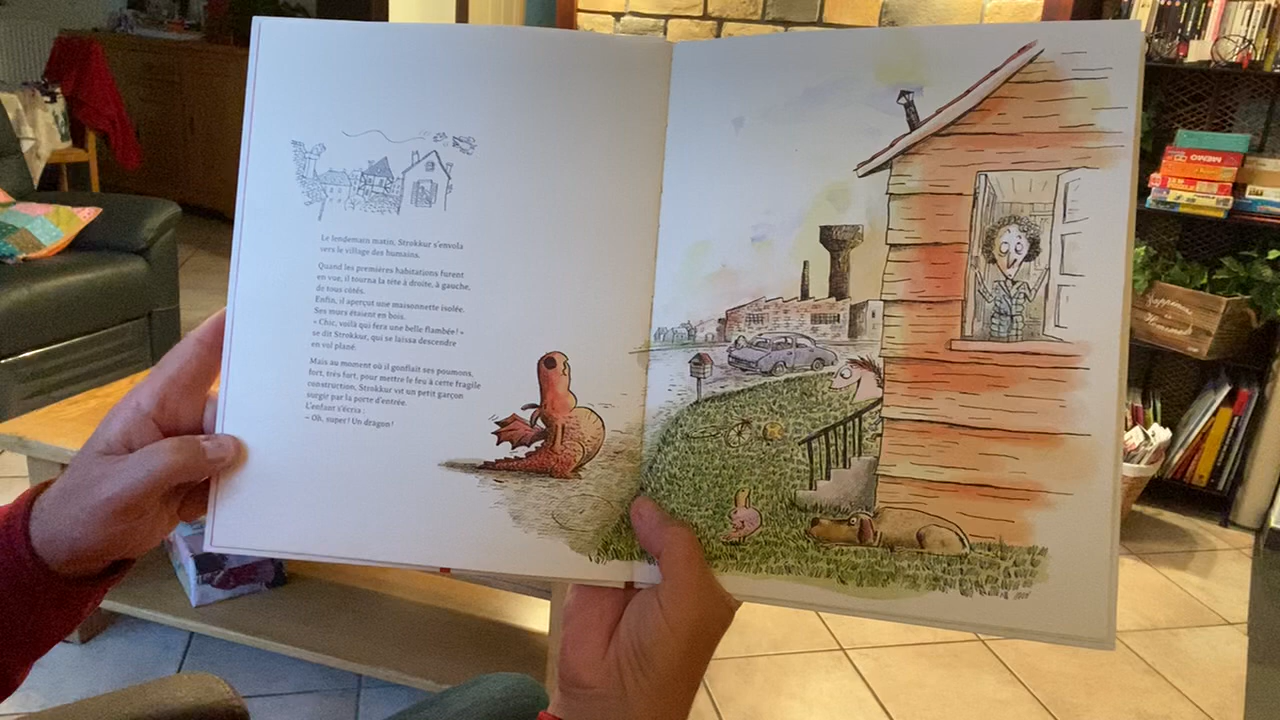 Le lendemain matin, Strokkur s'envola
vers le village des humains.
Quand les premières habitations furent
en vue, il tourna la tête à droite, à gauche,
de tous côtés.
Enfin, il aperçut une maisonnette isolée.
Ses murs étaient en bois.
« Chic, voilà qui fera une belle flambée ! »
se dit Strokkur, qui se laissa descendre
en vol plané.
Mais au moment où il gonflait ses poumons,
fort, très fort, pour mettre le feu à cette fragile
construction, Strokkur vit un petit garçon
surgir par la porte d'entrée.
L'enfant s'écria :
– Oh, super ! Un dragon !
MEMO
Happiness
is
Homemade